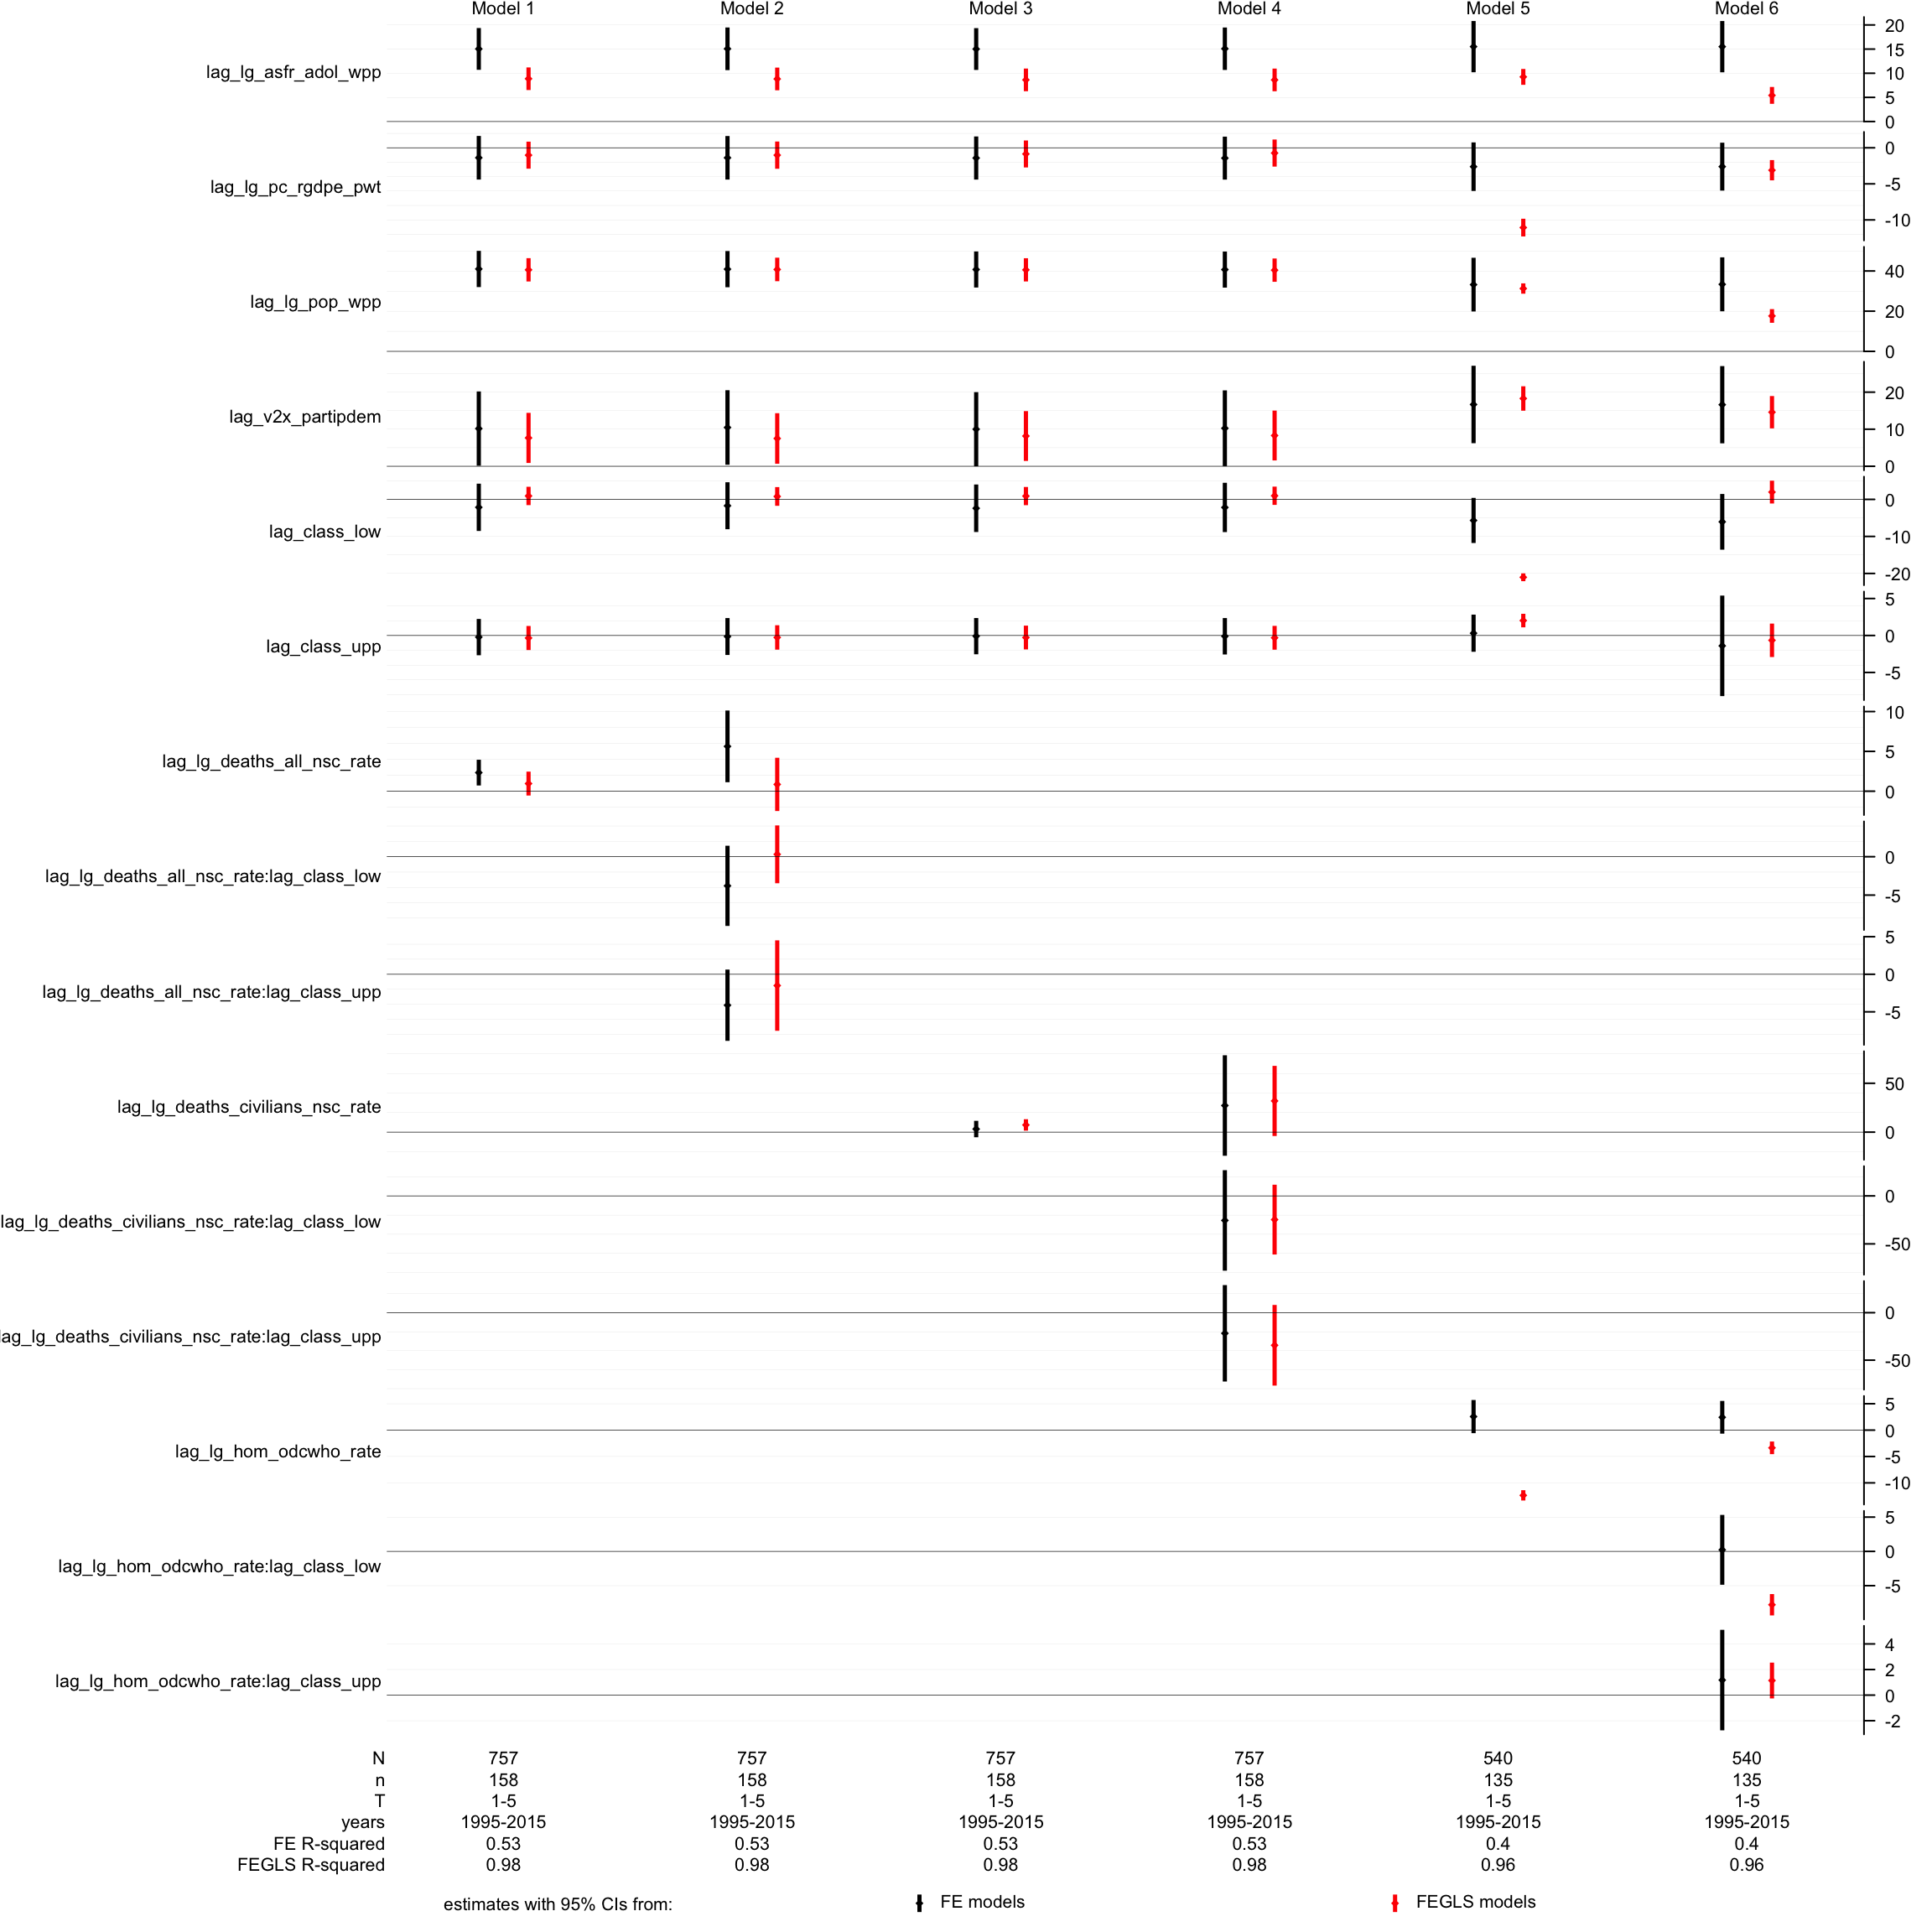 Model 1 Model 2 Model 3 Model 4 Model 5 Model 6
lag_lg_asfr_adol_wpp
20
15
10
5
0
lag_lg_pc_rgdpe_pwt
0
-5
-10
lag_lg_pop_wpp
40
20
0
lag_v2x_partipdem
20
10
0
lag_class_low
0
-10
-20
lag_class_upp
5
0
-5
lag_lg_deaths_all_nsc_rate
10
5
0
lag_lg_deaths_all_nsc_rate:lag_class_low
0
-5
lag_lg_deaths_all_nsc_rate:lag_class_upp
5
0
-5
lag_lg_deaths_civilians_nsc_rate
50
0
lag_lg_deaths_civilians_nsc_rate:lag_class_low
0
-50
lag_lg_deaths_civilians_nsc_rate:lag_class_upp
0
-50
lag_lg_hom_odcwho_rate
5
0
-5
-10
lag_lg_hom_odcwho_rate:lag_class_low
5
0
-5
lag_lg_hom_odcwho_rate:lag_class_upp
4
2
0
-2
N 757 757 757 757 540 540
n 158 158 158 158 135 135
T 1-5 1-5 1-5 1-5 1-5 1-5
years 1995-2015 1995-2015 1995-2015 1995-2015 1995-2015 1995-2015
FE R-squared 0.53 0.53 0.53 0.53 0.4 0.4
FEGLS R-squared 0.98 0.98 0.98 0.98 0.96 0.96
estimates with 95% CIs from: FE models FEGLS models